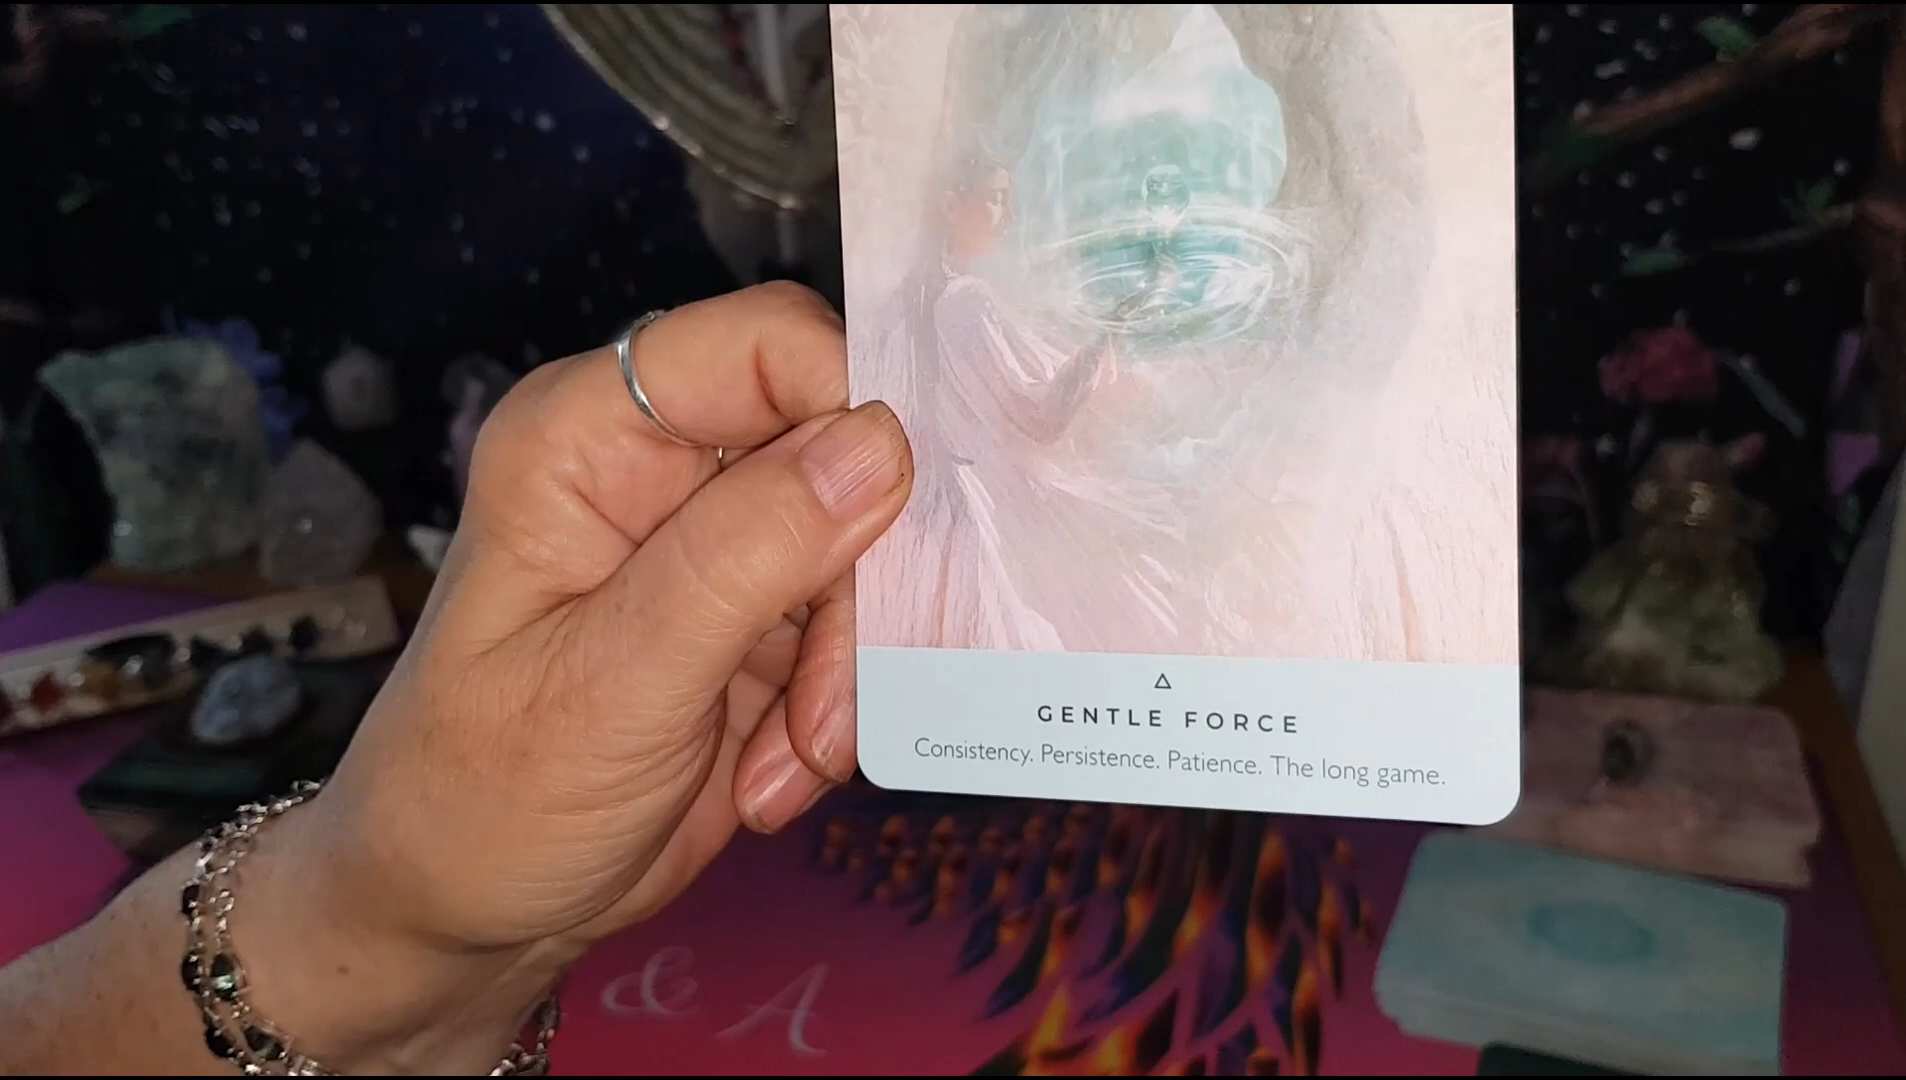 GENTLE FORCE
Consistency. Persistence. Patience. The long game.
& A